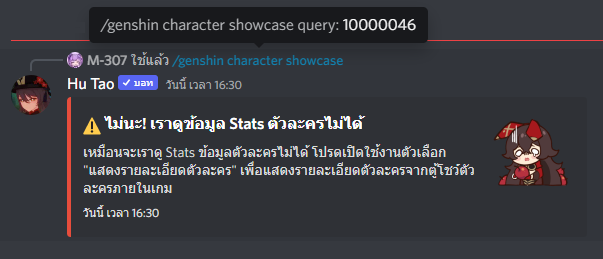 /genshin character showcase query: 10000046
M-307 ใช้แล้ว /genshin character showcase
Hu Tao ✓ บอท วันนี้ เวลา 16:30
⚠️ ไม่นะ! เราดูข้อมูล Stats ตัวละครไม่ได้
เหมือนจะเราดู Stats ข้อมูลตัวละครไม่ได้ โปรดเปิดใช้งานตัวเลือก
"แสดงรายละเอียดตัวละคร" เพื่อแสดงรายละเอียดตัวละครจากตู้โชว์ตัว
ละครภายในเกม
วันนี้ เวลา 16:30